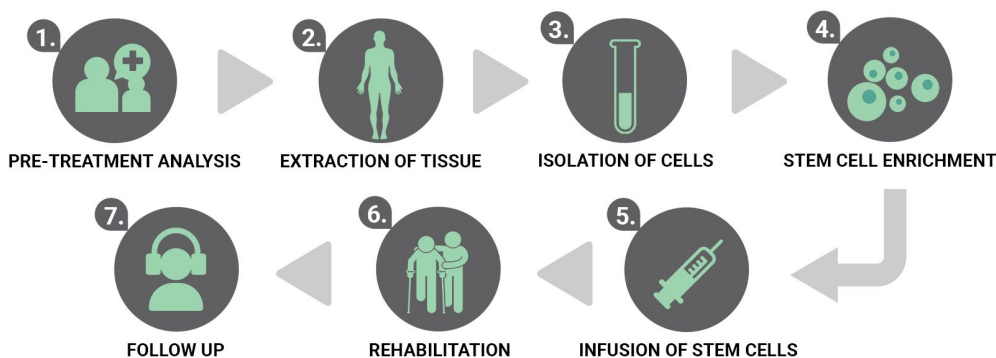 1.
PRE-TREATMENT ANALYSIS
2.
EXTRACTION OF TISSUE
3.
ISOLATION OF CELLS
4.
STEM CELL ENRICHMENT
5.
INFUSION OF STEM CELLS
6.
REHABILITATION
7.
FOLLOW UP